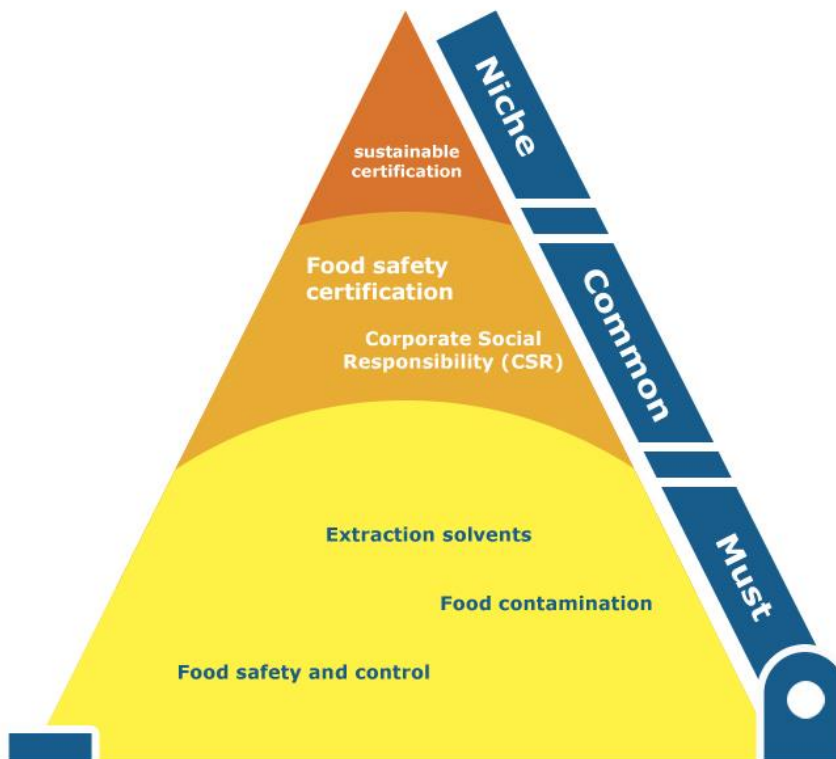 Niche
sustainable
certification
Food safety
certification
Common
Corporate Social
Responsibility (CSR)
Extraction solvents
Must
Food contamination
Food safety and control